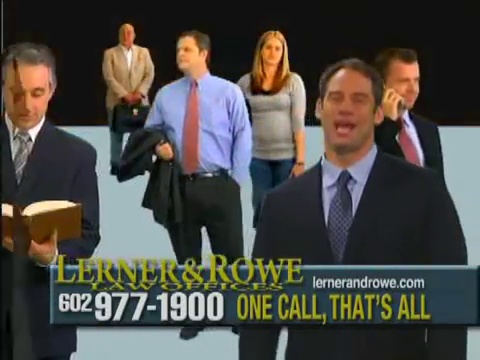 LERNER & ROWE
LAW OFFICES
lernerandrowe.com
602 977-1900
ONE CALL, THAT'S ALL